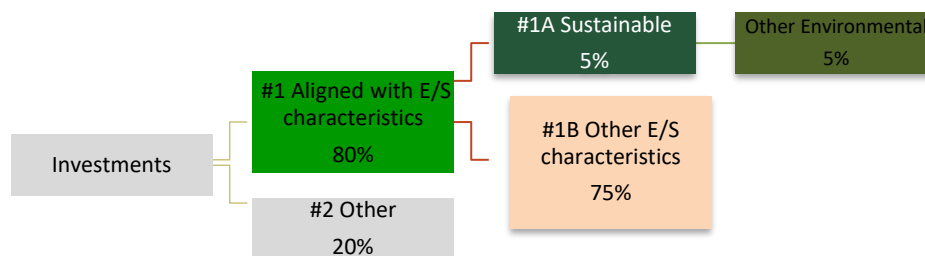 Investments
#1 Aligned with E/S
characteristics
80%
#2 Other
20%
#1A Sustainable
5%
#1B Other E/S
characteristics
75%
Other Environmental
5%